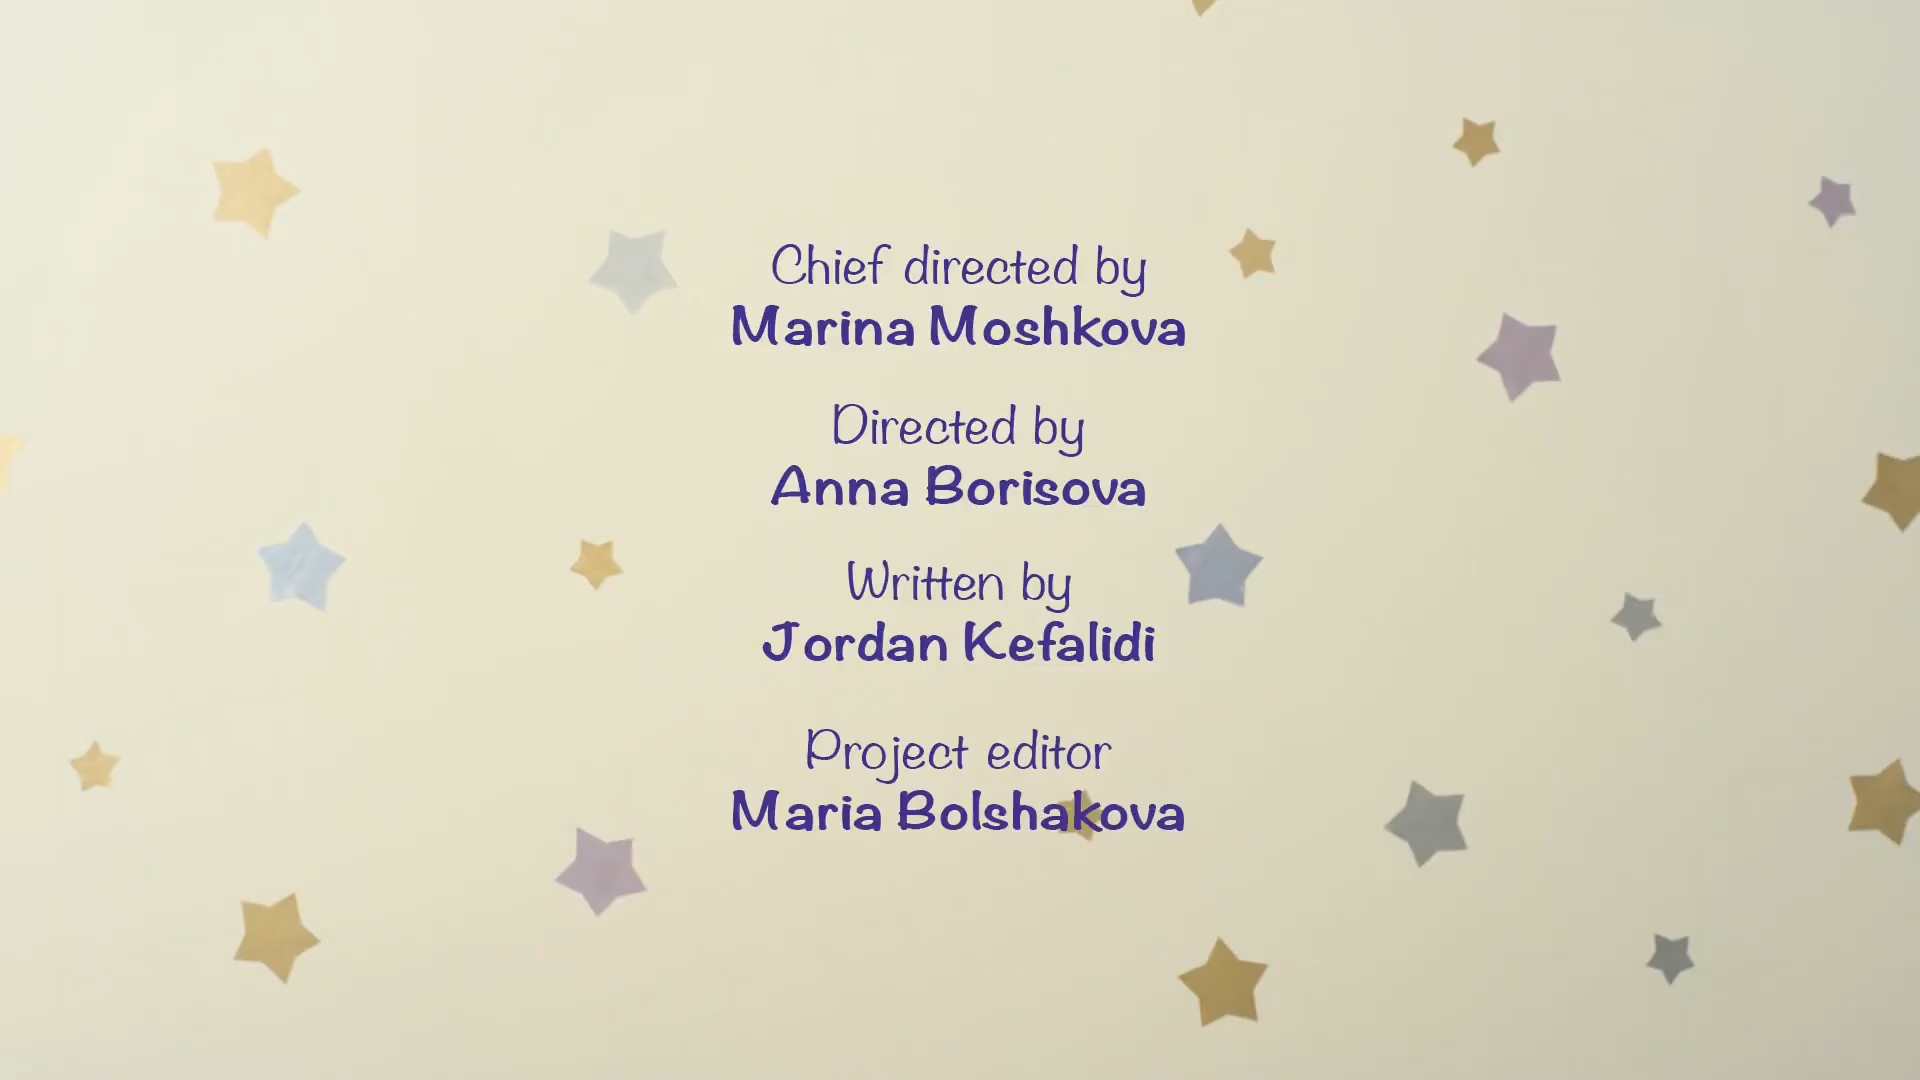 Chief directed by
Marina Moshkova
Directed by
Anna Borisova
Written by
Jordan Kefalidi
Project editor
Maria Bolshakova